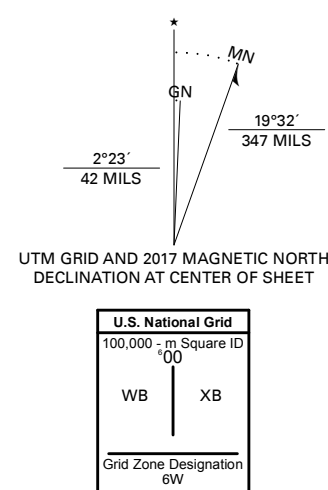 ★
MN
GN
19°32´
347 MILS
2°23´
42 MILS
UTM GRID AND 2017 MAGNETIC NORTH
DECLINATION AT CENTER OF SHEET
U.S. National Grid
100,000 - m Square ID
⁶00
WB XB
Grid Zone Designation
6W